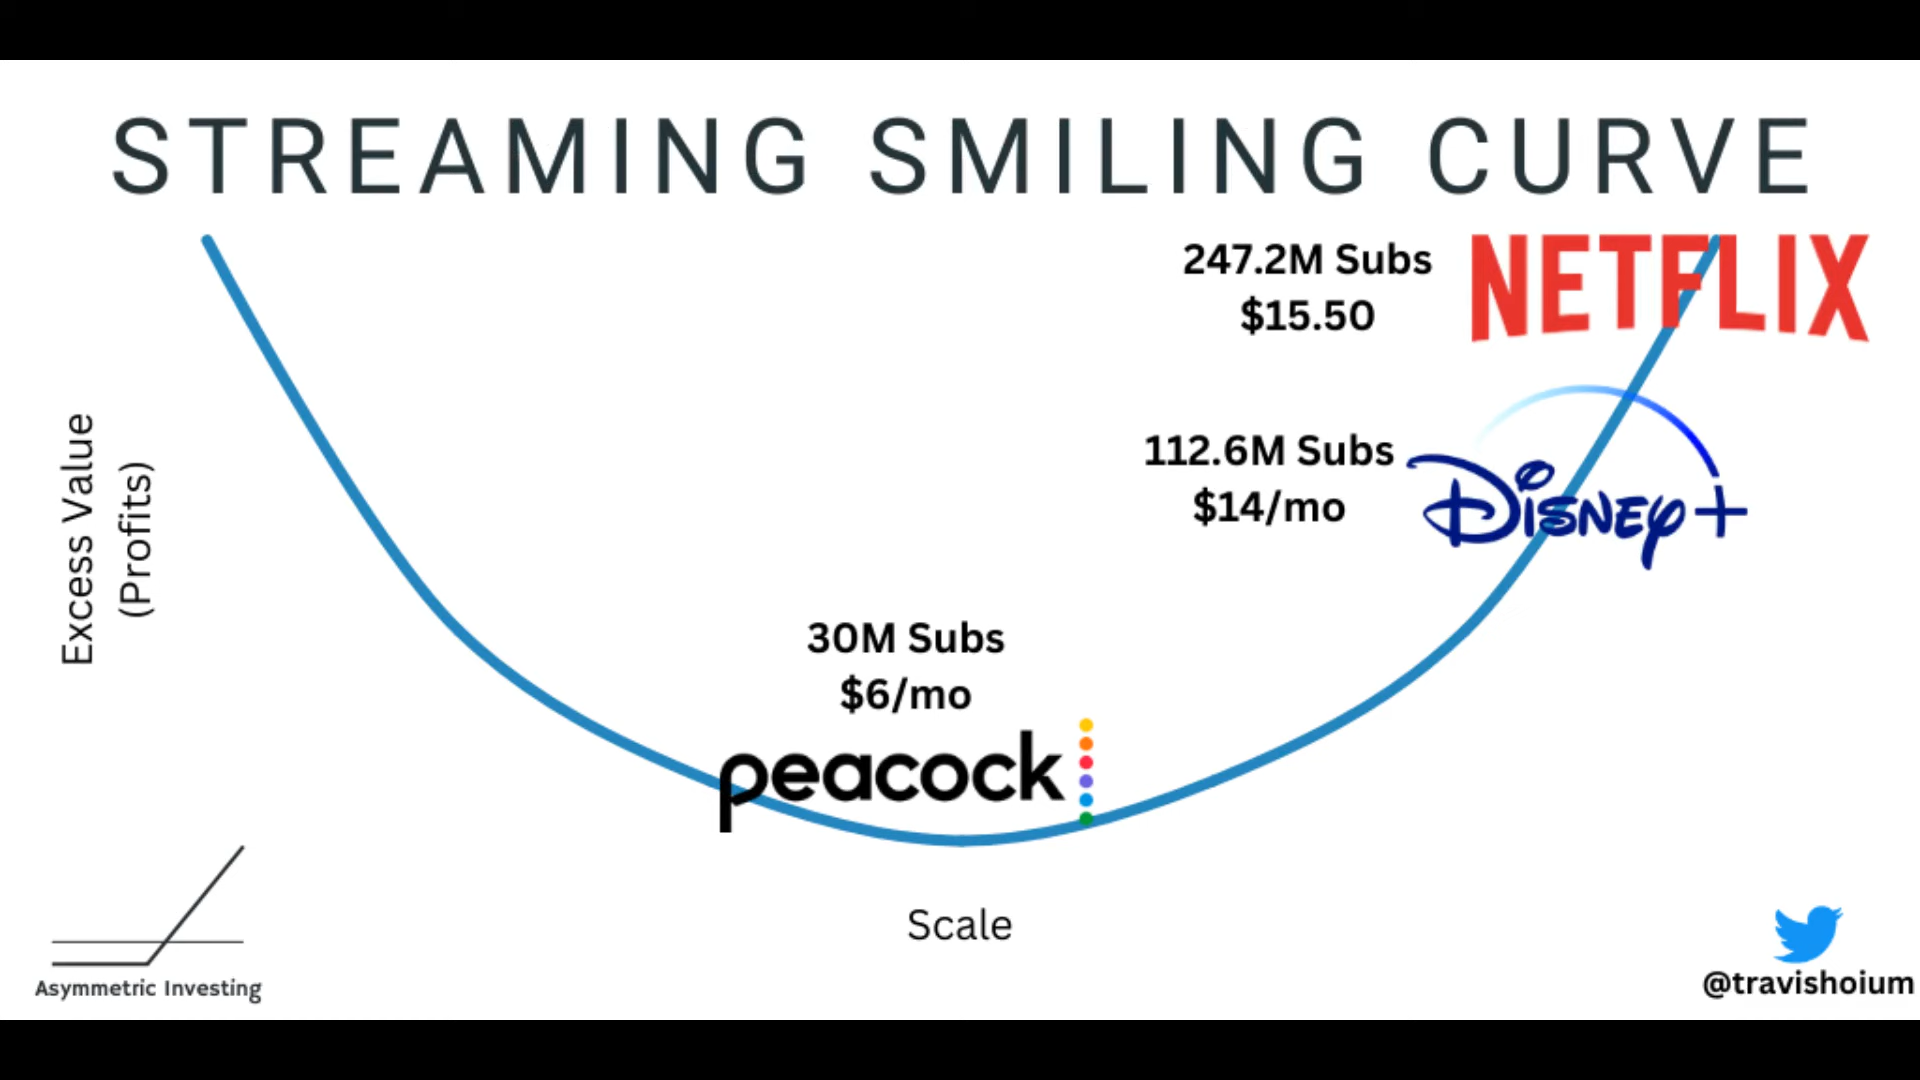 STREAMING SMILING CURVE
247.2M Subs
$15.50
NETFLIX
112.6M Subs
$14/mo
Disney+
Excess Value
(Profits)
30M Subs
$6/mo
peacock
Scale
Asymmetric Investing
@travishoium